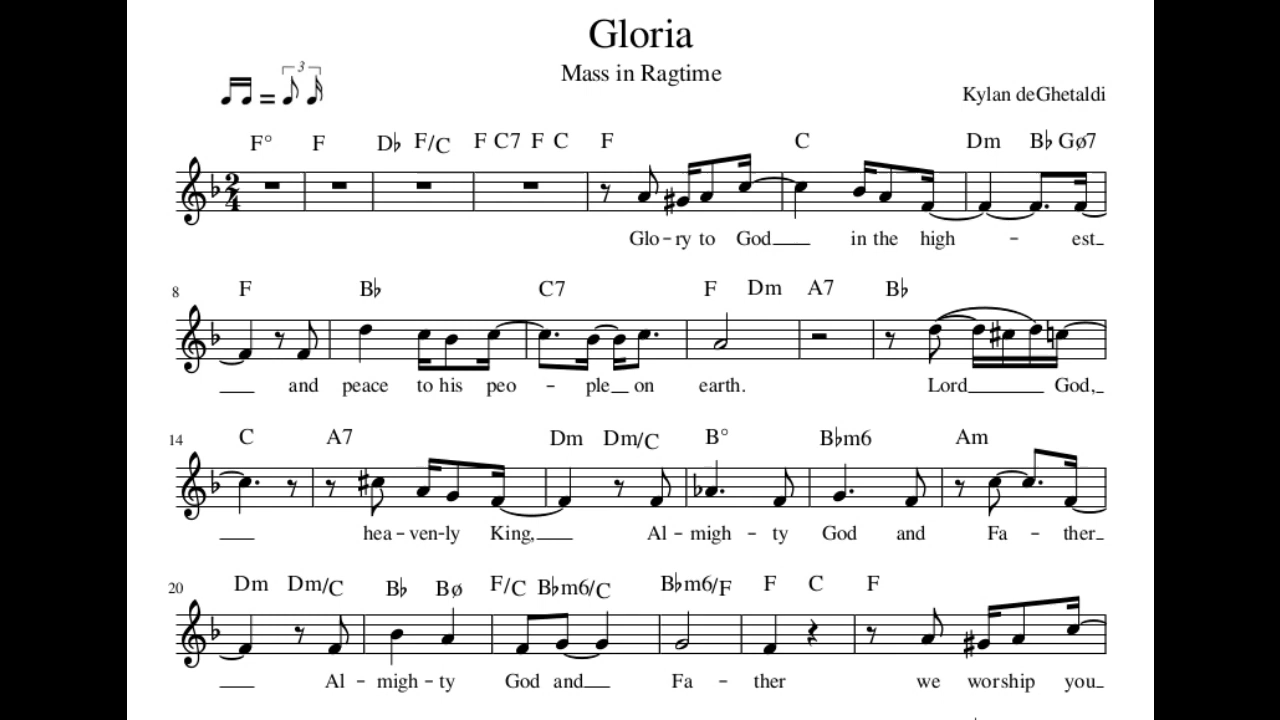 Gloria
Mass in Ragtime
3
Kylan deGhetaldi
F° F D♭ F/C F C7 F C F C Dm B♭ Gø7
2
4
Glo – ry to God in the high – est
8
F B♭ C7 F Dm A7 B♭
and peace to his peo – ple on earth. Lord God,
14
C A7 Dm Dm/C B° B♭m6 Am
hea – ven – ly King, Al – migh – ty God and Fa – ther
20
Dm Dm/C B♭ Bø F/C B♭m6/C B♭m6/F F C F
Al – migh – ty God and Fa – ther we worship you